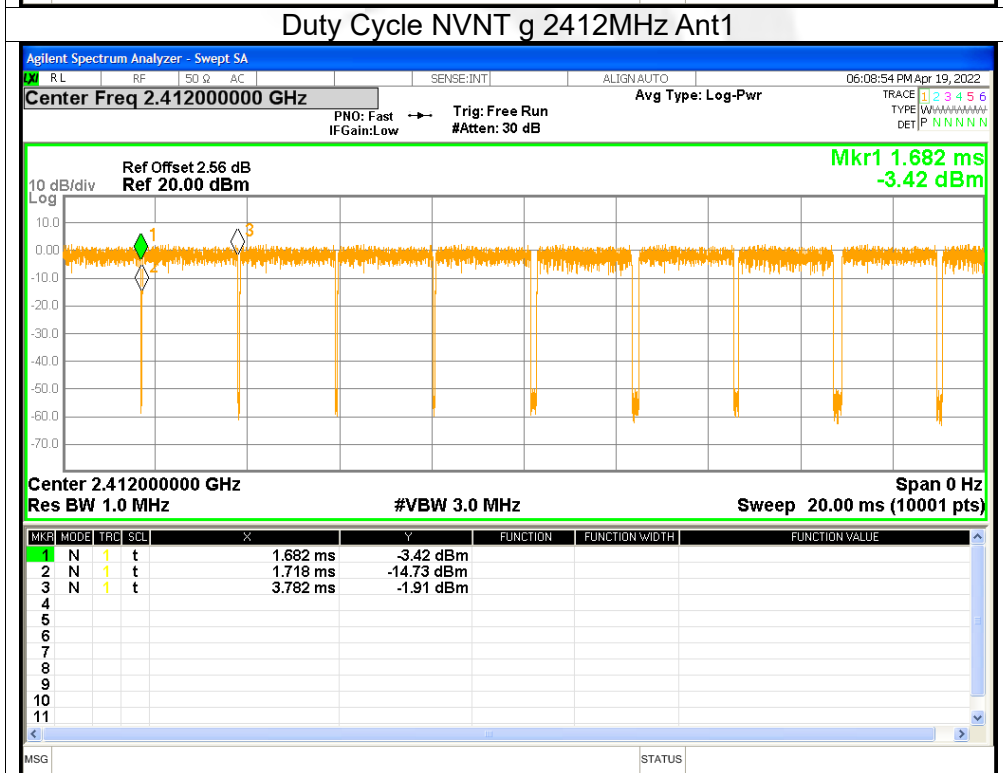 Duty Cycle NVNT g 2412MHz Ant1
Agilent Spectrum Analyzer - Swept SA
LXI RL RF 50 Ω AC SENSE:INT ALIGN AUTO 06:08:54 PM Apr 19, 2022
Center Freq 2.412000000 GHz
PNO: Fast
IFGain:Low
Trig: Free Run
#Atten: 30 dB
Avg Type: Log-Pwr
TRACE 1 2 3 4 5 6
TYPE WWWWWW
DET P N N N N N
Mkr1 1.682 ms
-3.42 dBm
Ref Offset 2.56 dB
10 dB/div Ref 20.00 dBm
Log
10.0
0.00
-10.0
-20.0
-30.0
-40.0
-50.0
-60.0
-70.0
1
2
3
Center 2.412000000 GHz Span 0 Hz
Res BW 1.0 MHz #VBW 3.0 MHz Sweep 20.00 ms (10001 pts)
MKR MODE TRC SCL X Y FUNCTION FUNCTION WIDTH FUNCTION VALUE
1 N 1 t 1.682 ms -3.42 dBm
2 N 1 t 1.718 ms -14.73 dBm
3 N 1 t 3.782 ms -1.91 dBm
4
5
6
7
8
9
10
11
MSG STATUS